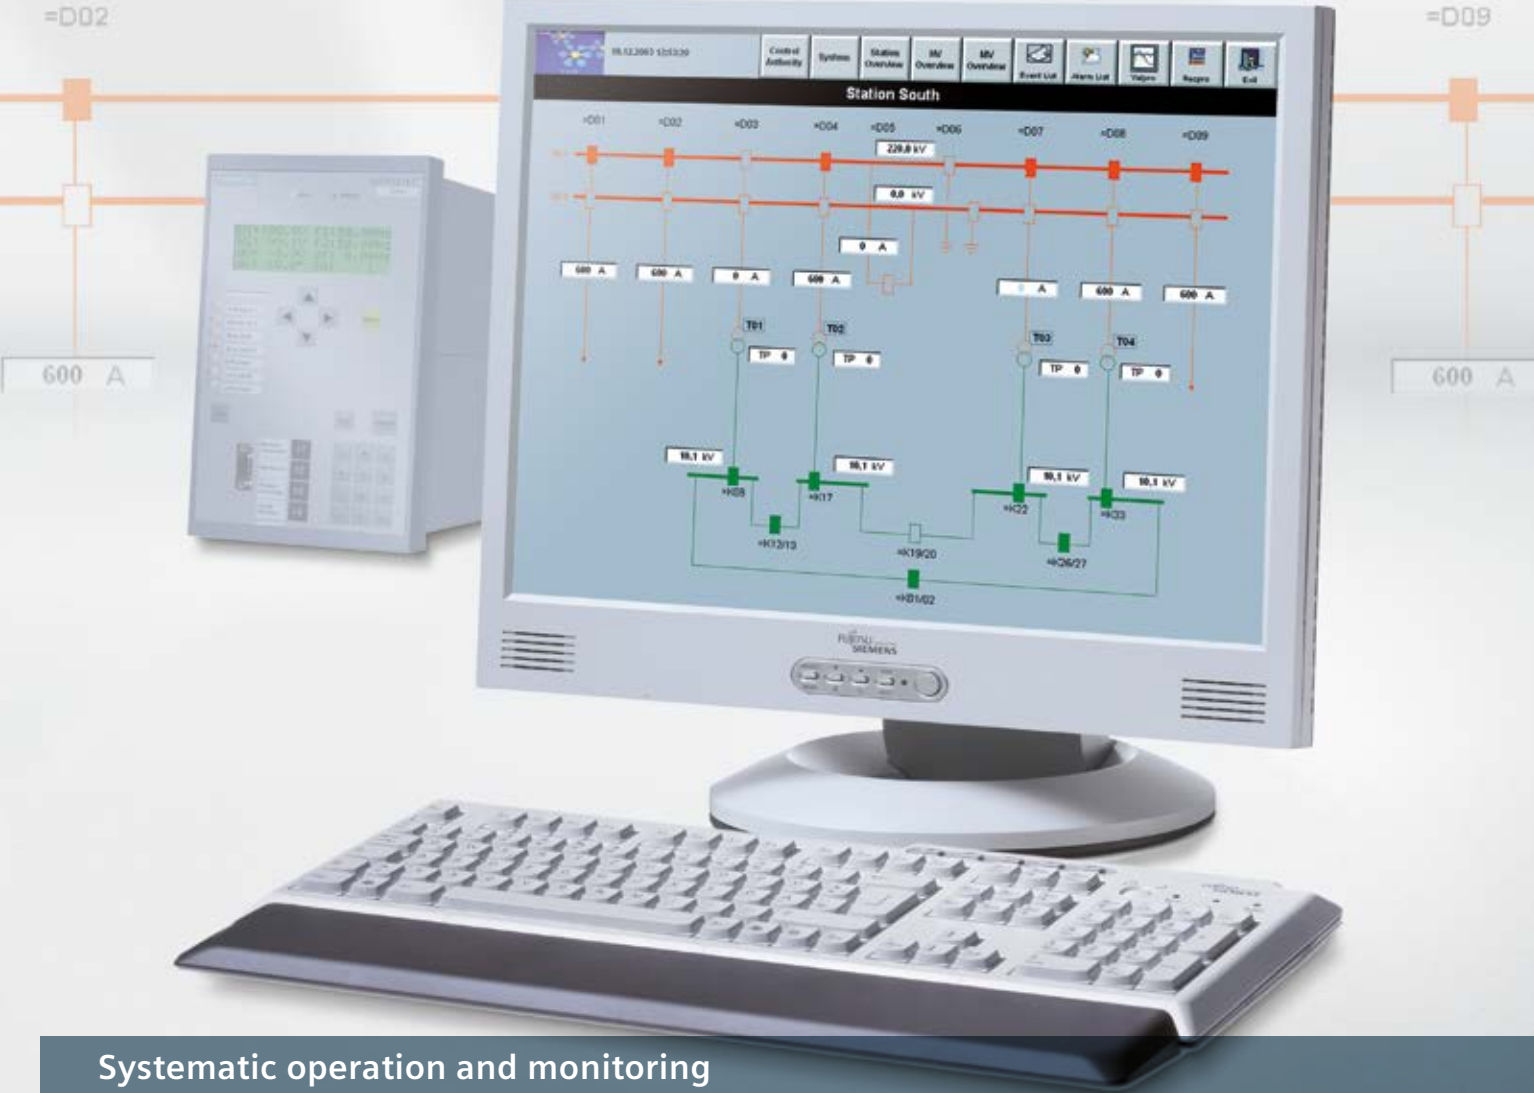 =D02
=D09
Control Authority
System
Station Overview
MV Overview
MV Overview
Event List
Alarm List
Exit
Station South
=D01
=D02
=D03
=D04
=D05
=D06
=D07
=D08
=D09
220,0 kV
0,0 kV
0 A
600 A
600 A
0 A
600 A
A
600 A
600 A
T01
T02
T03
T04
TP 0
TP 0
TP 0
TP 0
10,1 kV
10,1 kV
10,1 kV
10,1 kV
=K08
=K17
=K22
=K33
=K12/13
=K19/20
=K26/27
=K01/02
600 A
600 A
FUJITSU
SIEMENS
Systematic operation and monitoring